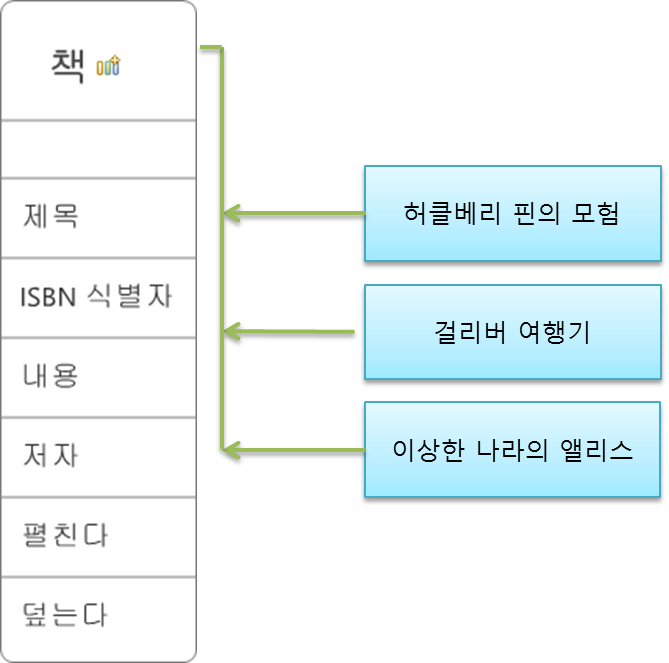 책
제목
ISBN 식별자
내용
저자
펼친다
덮는다
허클베리 핀의 모험
걸리버 여행기
이상한 나라의 앨리스